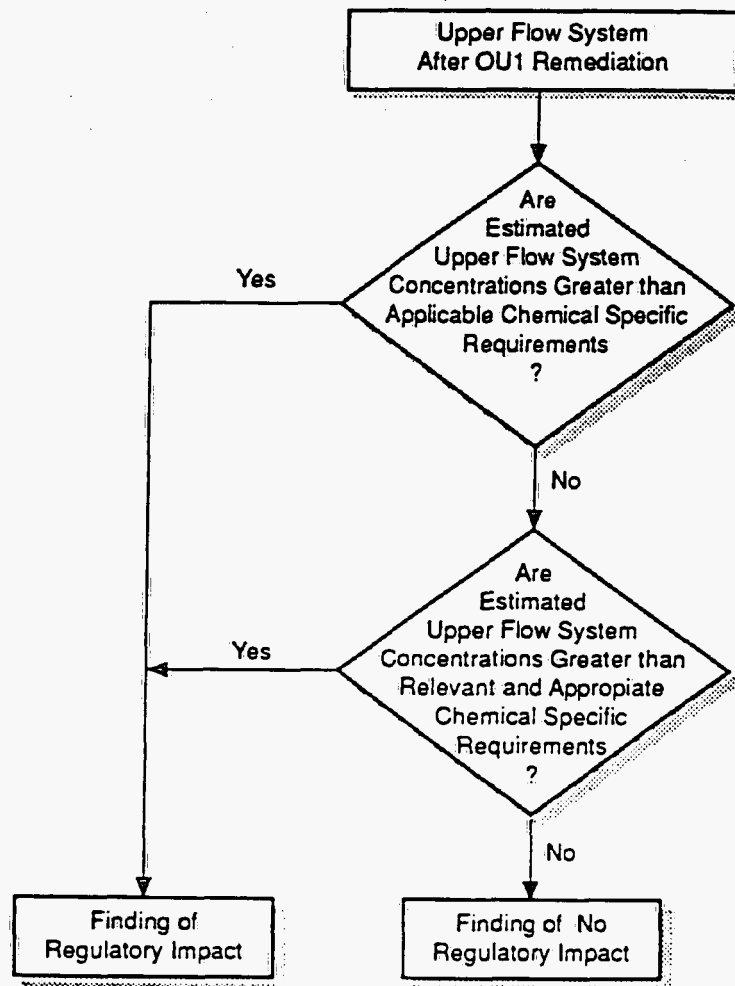 Upper Flow System
After OU1 Remediation
Are
Estimated
Upper Flow System
Concentrations Greater than
Applicable Chemical Specific
Requirements
?
Yes
No
Are
Estimated
Upper Flow System
Concentrations Greater than
Relevant and Appropiate
Chemical Specific
Requirements
?
Yes
No
Finding of
Regulatory Impact
Finding of No
Regulatory Impact